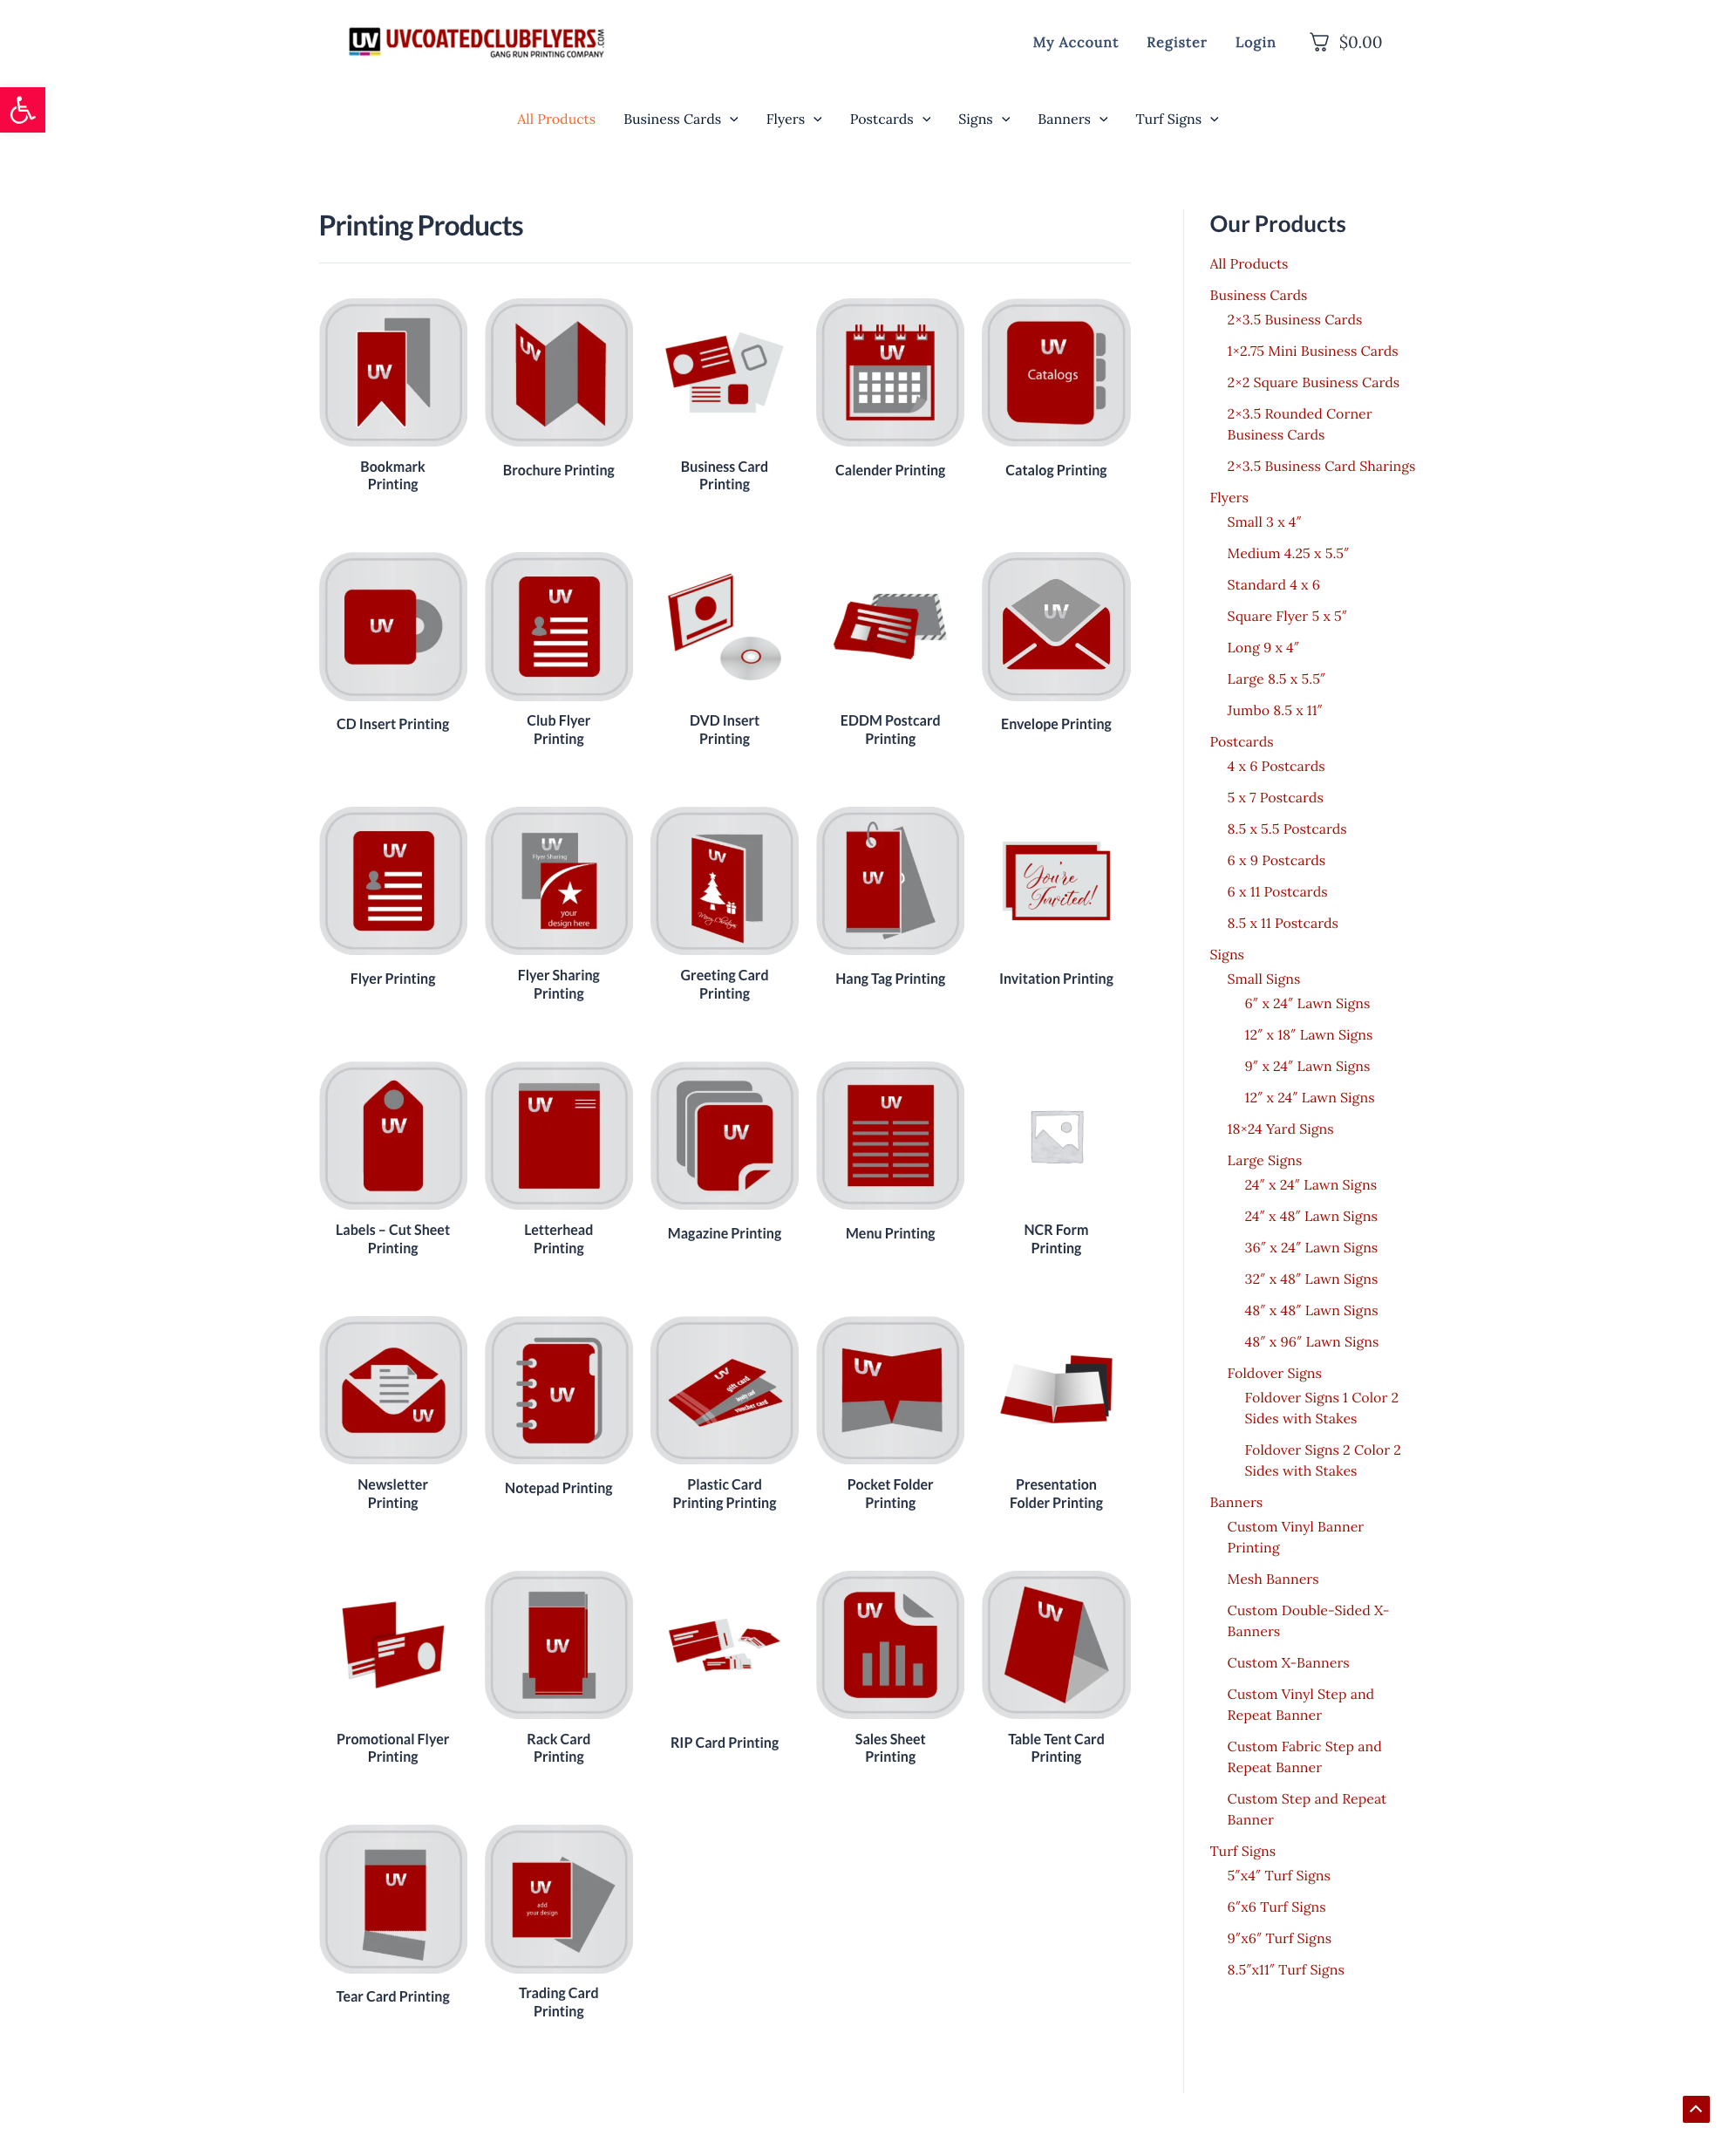 UV UVCOATEDCLUBFLYERS.COM
GANG RUN PRINTING COMPANY
My Account Register Login $0.00
All Products Business Cards Flyers Postcards Signs Banners Turf Signs
Printing Products
UV
UV
UV
UV
Catalogs
Bookmark
Printing
Brochure Printing
Business Card
Printing
Calender Printing
Catalog Printing
UV
UV
UV
CD Insert Printing
Club Flyer
Printing
DVD Insert
Printing
EDDM Postcard
Printing
Envelope Printing
UV
UV
Flyer Sharing
your
design here
UV
Merry Christmas
UV
You're
Invited!
Flyer Printing
Flyer Sharing
Printing
Greeting Card
Printing
Hang Tag Printing
Invitation Printing
UV
UV
UV
UV
Labels – Cut Sheet
Printing
Letterhead
Printing
Magazine Printing
Menu Printing
NCR Form
Printing
UV
UV
UV
gift card
voucher card
UV
Newsletter
Printing
Notepad Printing
Plastic Card
Printing Printing
Pocket Folder
Printing
Presentation
Folder Printing
UV
UV
UV
Promotional Flyer
Printing
Rack Card
Printing
RIP Card Printing
Sales Sheet
Printing
Table Tent Card
Printing
UV
UV
add
your design
Tear Card Printing
Trading Card
Printing
Our Products
All Products
Business Cards
2×3.5 Business Cards
1×2.75 Mini Business Cards
2×2 Square Business Cards
2×3.5 Rounded Corner
Business Cards
2×3.5 Business Card Sharings
Flyers
Small 3 x 4″
Medium 4.25 x 5.5″
Standard 4 x 6
Square Flyer 5 x 5″
Long 9 x 4″
Large 8.5 x 5.5″
Jumbo 8.5 x 11″
Postcards
4 x 6 Postcards
5 x 7 Postcards
8.5 x 5.5 Postcards
6 x 9 Postcards
6 x 11 Postcards
8.5 x 11 Postcards
Signs
Small Signs
6″ x 24″ Lawn Signs
12″ x 18″ Lawn Signs
9″ x 24″ Lawn Signs
12″ x 24″ Lawn Signs
18×24 Yard Signs
Large Signs
24″ x 24″ Lawn Signs
24″ x 48″ Lawn Signs
36″ x 24″ Lawn Signs
32″ x 48″ Lawn Signs
48″ x 48″ Lawn Signs
48″ x 96″ Lawn Signs
Foldover Signs
Foldover Signs 1 Color 2
Sides with Stakes
Foldover Signs 2 Color 2
Sides with Stakes
Banners
Custom Vinyl Banner
Printing
Mesh Banners
Custom Double-Sided X-
Banners
Custom X-Banners
Custom Vinyl Step and
Repeat Banner
Custom Fabric Step and
Repeat Banner
Custom Step and Repeat
Banner
Turf Signs
5″x4″ Turf Signs
6″x6 Turf Signs
9″x6″ Turf Signs
8.5″x11″ Turf Signs